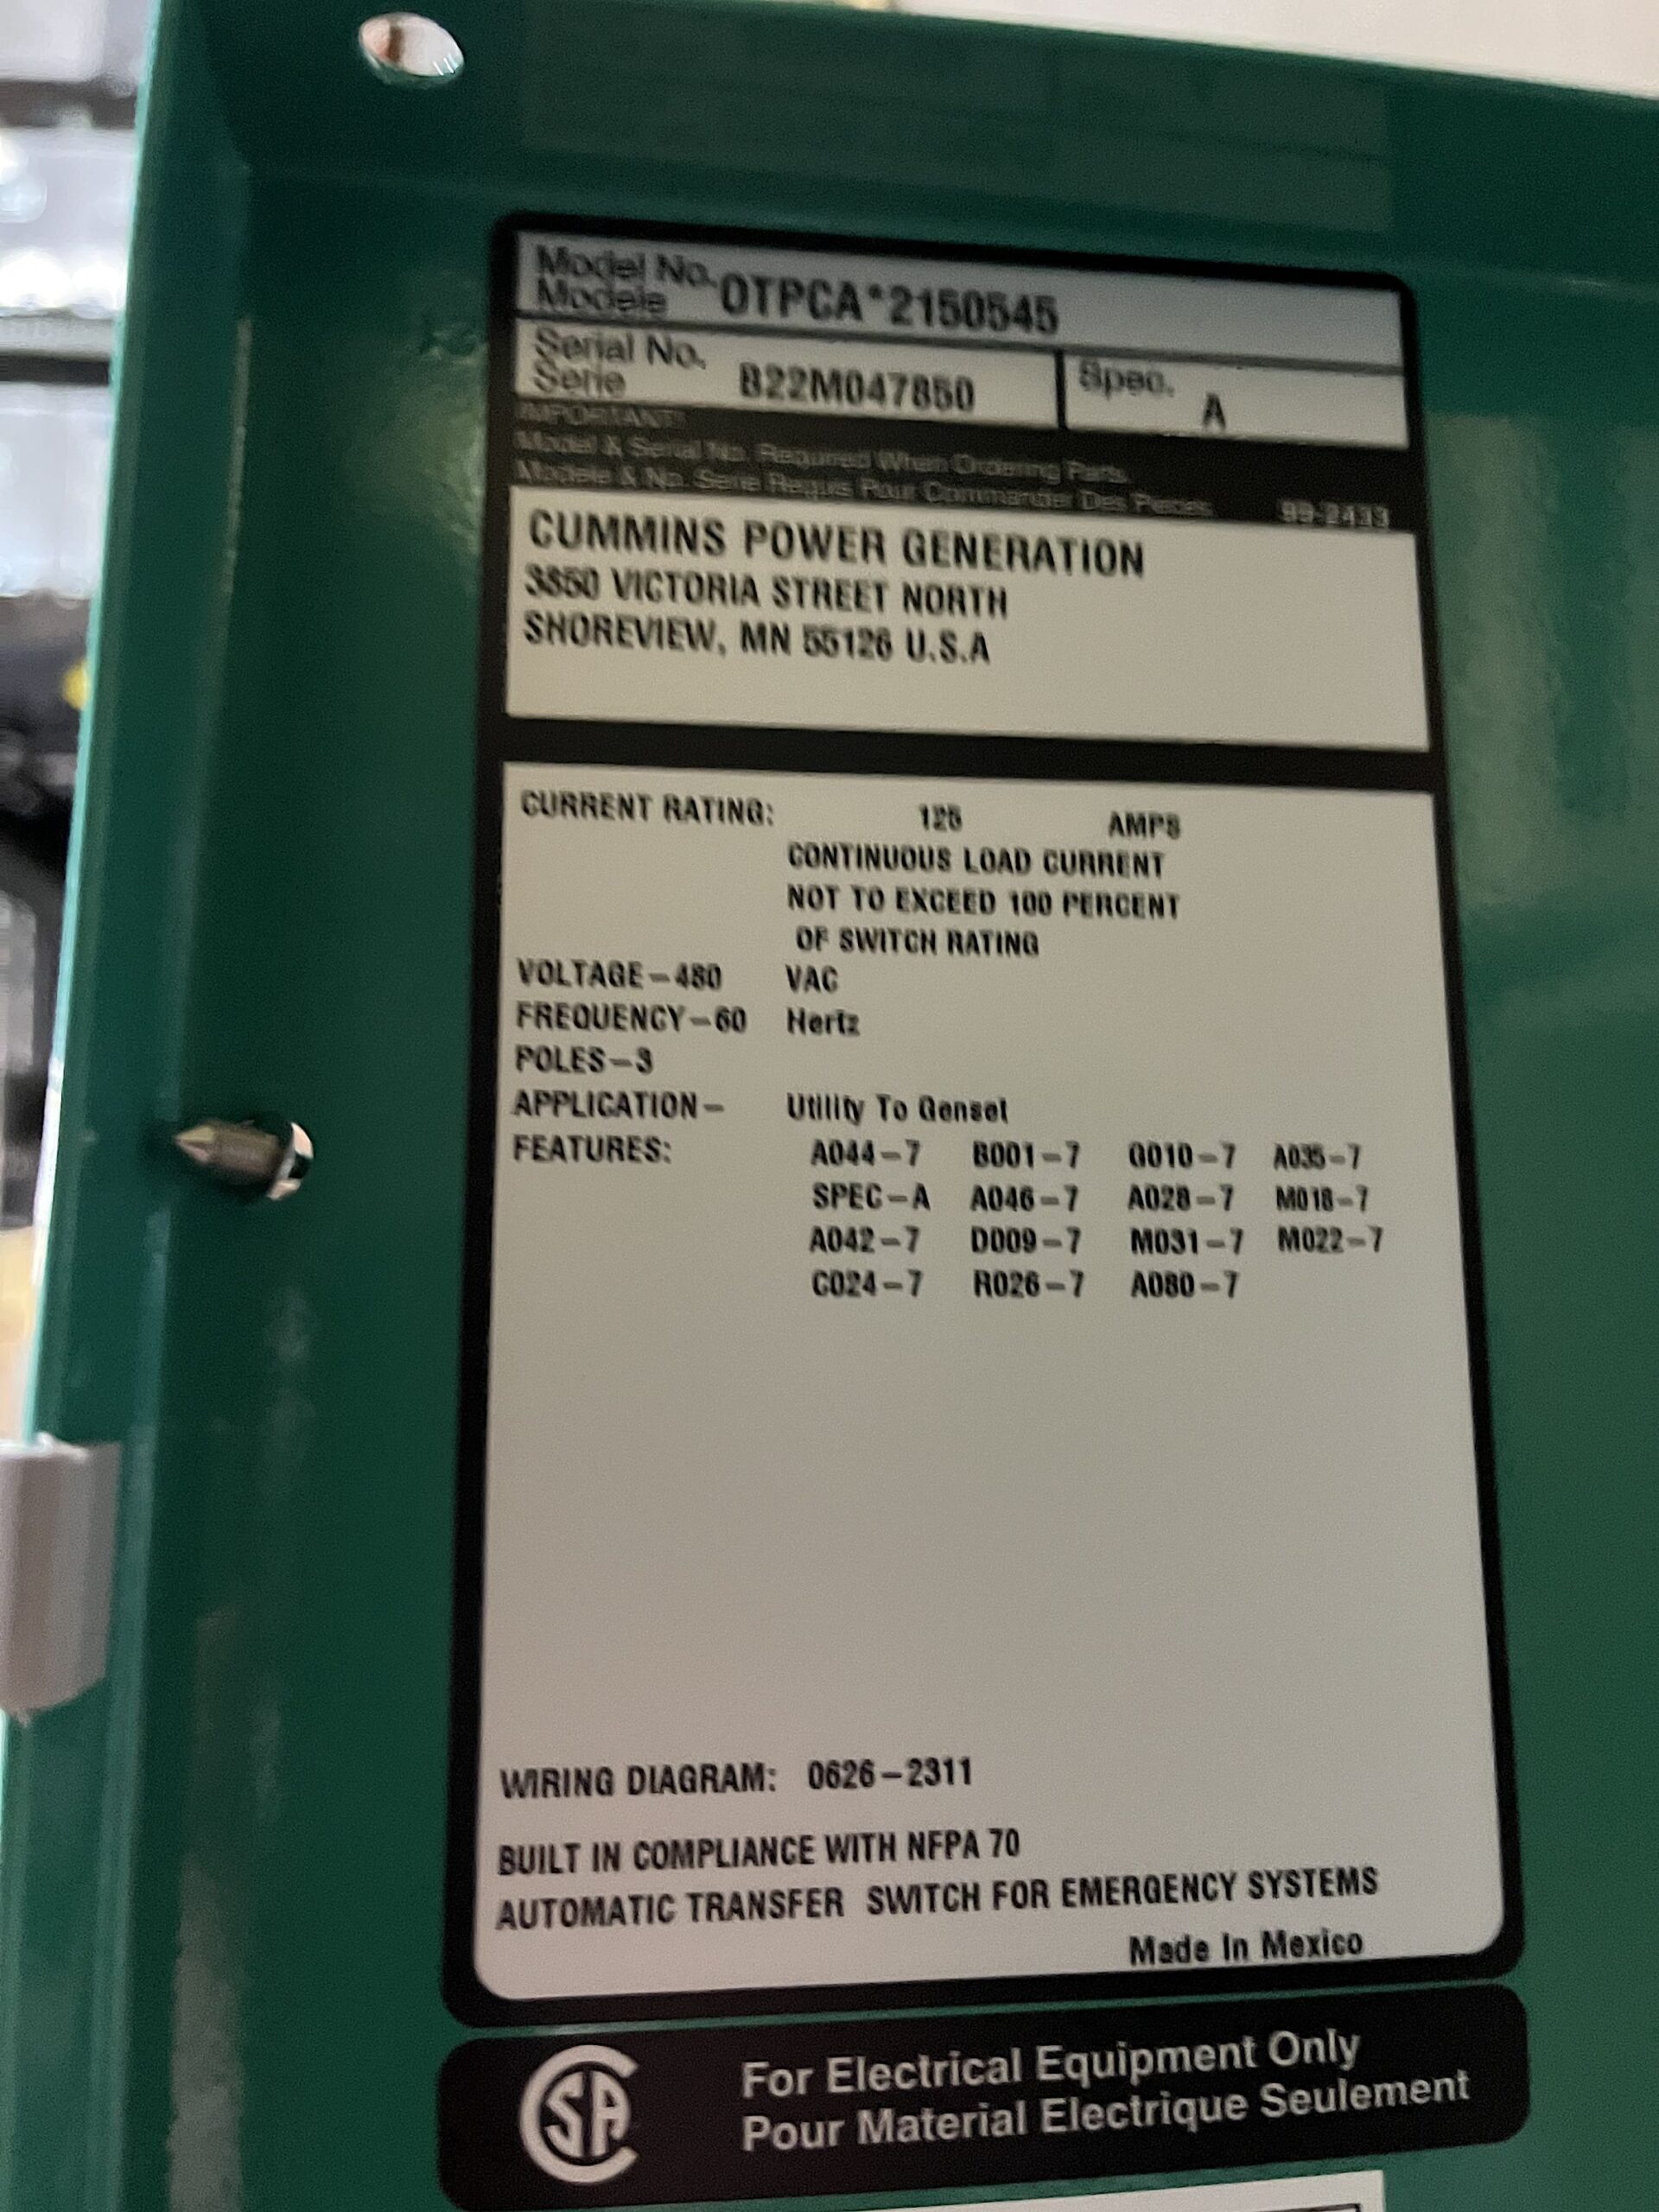 Model No. OTPCA*2150545
Modele
Serial No. B22M047850 Spec. A
Serie
IMPORTANT!
Model & Serial No. Required When Ordering Parts.
Modele & No. Serie Requis Pour Commander Des Pieces 99-2433
CUMMINS POWER GENERATION
3850 VICTORIA STREET NORTH
SHOREVIEW, MN 55126 U.S.A
CURRENT RATING: 125 AMPS
CONTINUOUS LOAD CURRENT
NOT TO EXCEED 100 PERCENT
OF SWITCH RATING
VOLTAGE-480 VAC
FREQUENCY-60 Hertz
POLES-3
APPLICATION- Utility To Genset
FEATURES: A044-7 B001-7 G010-7 A035-7
SPEC-A A046-7 A028-7 M018-7
A042-7 D009-7 M031-7 M022-7
C024-7 R026-7 A080-7
WIRING DIAGRAM: 0626-2311
BUILT IN COMPLIANCE WITH NFPA 70
AUTOMATIC TRANSFER SWITCH FOR EMERGENCY SYSTEMS
Made In Mexico
CSA
For Electrical Equipment Only
Pour Material Electrique Seulement